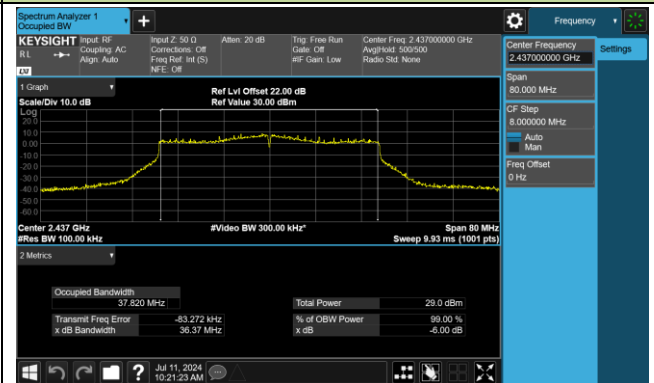 Spectrum Analyzer 1
Occupied BW
Frequency
KEYSIGHT
RL
LXI
Input: RF
Coupling: AC
Align: Auto
Input Z: 50 Ω
Corrections: Off
Freq Ref: Int (S)
NFE: Off
Atten: 20 dB
Trig: Free Run
Gate: Off
#IF Gain: Low
Center Freq: 2.437000000 GHz
Avg|Hold: 500/500
Radio Std: None
Center Frequency
2.437000000 GHz
Settings
Span
80.000 MHz
CF Step
8.000000 MHz
Auto
Man
Freq Offset
0 Hz
1 Graph
Scale/Div 10.0 dB
Ref Lvl Offset 22.00 dB
Ref Value 30.00 dBm
Log
20.0
10.0
0.00
-10.0
-20.0
-30.0
-40.0
-50.0
-60.0
Center 2.437 GHz
#Res BW 100.00 kHz
#Video BW 300.00 kHz*
Span 80 MHz
Sweep 9.93 ms (1001 pts)
2 Metrics
Occupied Bandwidth
37.820 MHz
Total Power 29.0 dBm
Transmit Freq Error -83.272 kHz
% of OBW Power 99.00 %
x dB Bandwidth 36.37 MHz
x dB -6.00 dB
?
Jul 11, 2024
10:21:23 AM